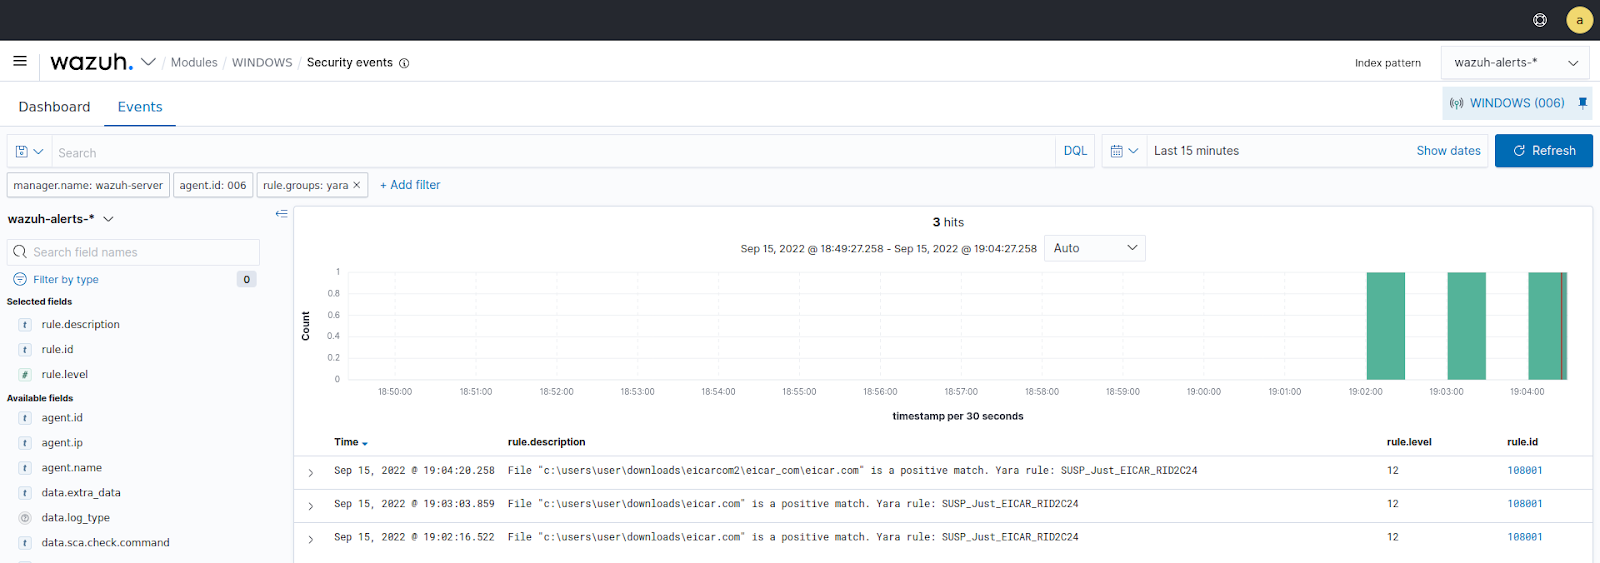 a
wazuh. / Modules / WINDOWS / Security events
Index pattern wazuh-alerts-*
Dashboard Events
WINDOWS (006)
Search DQL Last 15 minutes Show dates Refresh
manager.name: wazuh-server agent.id: 006 rule.groups: yara × + Add filter
wazuh-alerts-*
Search field names
Filter by type 0
Selected fields
t rule.description
t rule.id
# rule.level
Available fields
t agent.id
t agent.ip
t agent.name
t data.extra_data
? data.log_type
t data.sca.check.command
3 hits
Sep 15, 2022 @ 18:49:27.258 - Sep 15, 2022 @ 19:04:27.258 Auto
Count
1
0.8
0.6
0.4
0.2
0
18:50:00 18:51:00 18:52:00 18:53:00 18:54:00 18:55:00 18:56:00 18:57:00 18:58:00 18:59:00 19:00:00 19:01:00 19:02:00 19:03:00 19:04:00
timestamp per 30 seconds
Time rule.description rule.level rule.id
Sep 15, 2022 @ 19:04:20.258 File "c:\users\user\downloads\eicarcom2\eicar_com\eicar.com" is a positive match. Yara rule: SUSP_Just_EICAR_RID2C24 12 108001
Sep 15, 2022 @ 19:03:03.859 File "c:\users\user\downloads\eicar.com" is a positive match. Yara rule: SUSP_Just_EICAR_RID2C24 12 108001
Sep 15, 2022 @ 19:02:16.522 File "c:\users\user\downloads\eicar.com" is a positive match. Yara rule: SUSP_Just_EICAR_RID2C24 12 108001